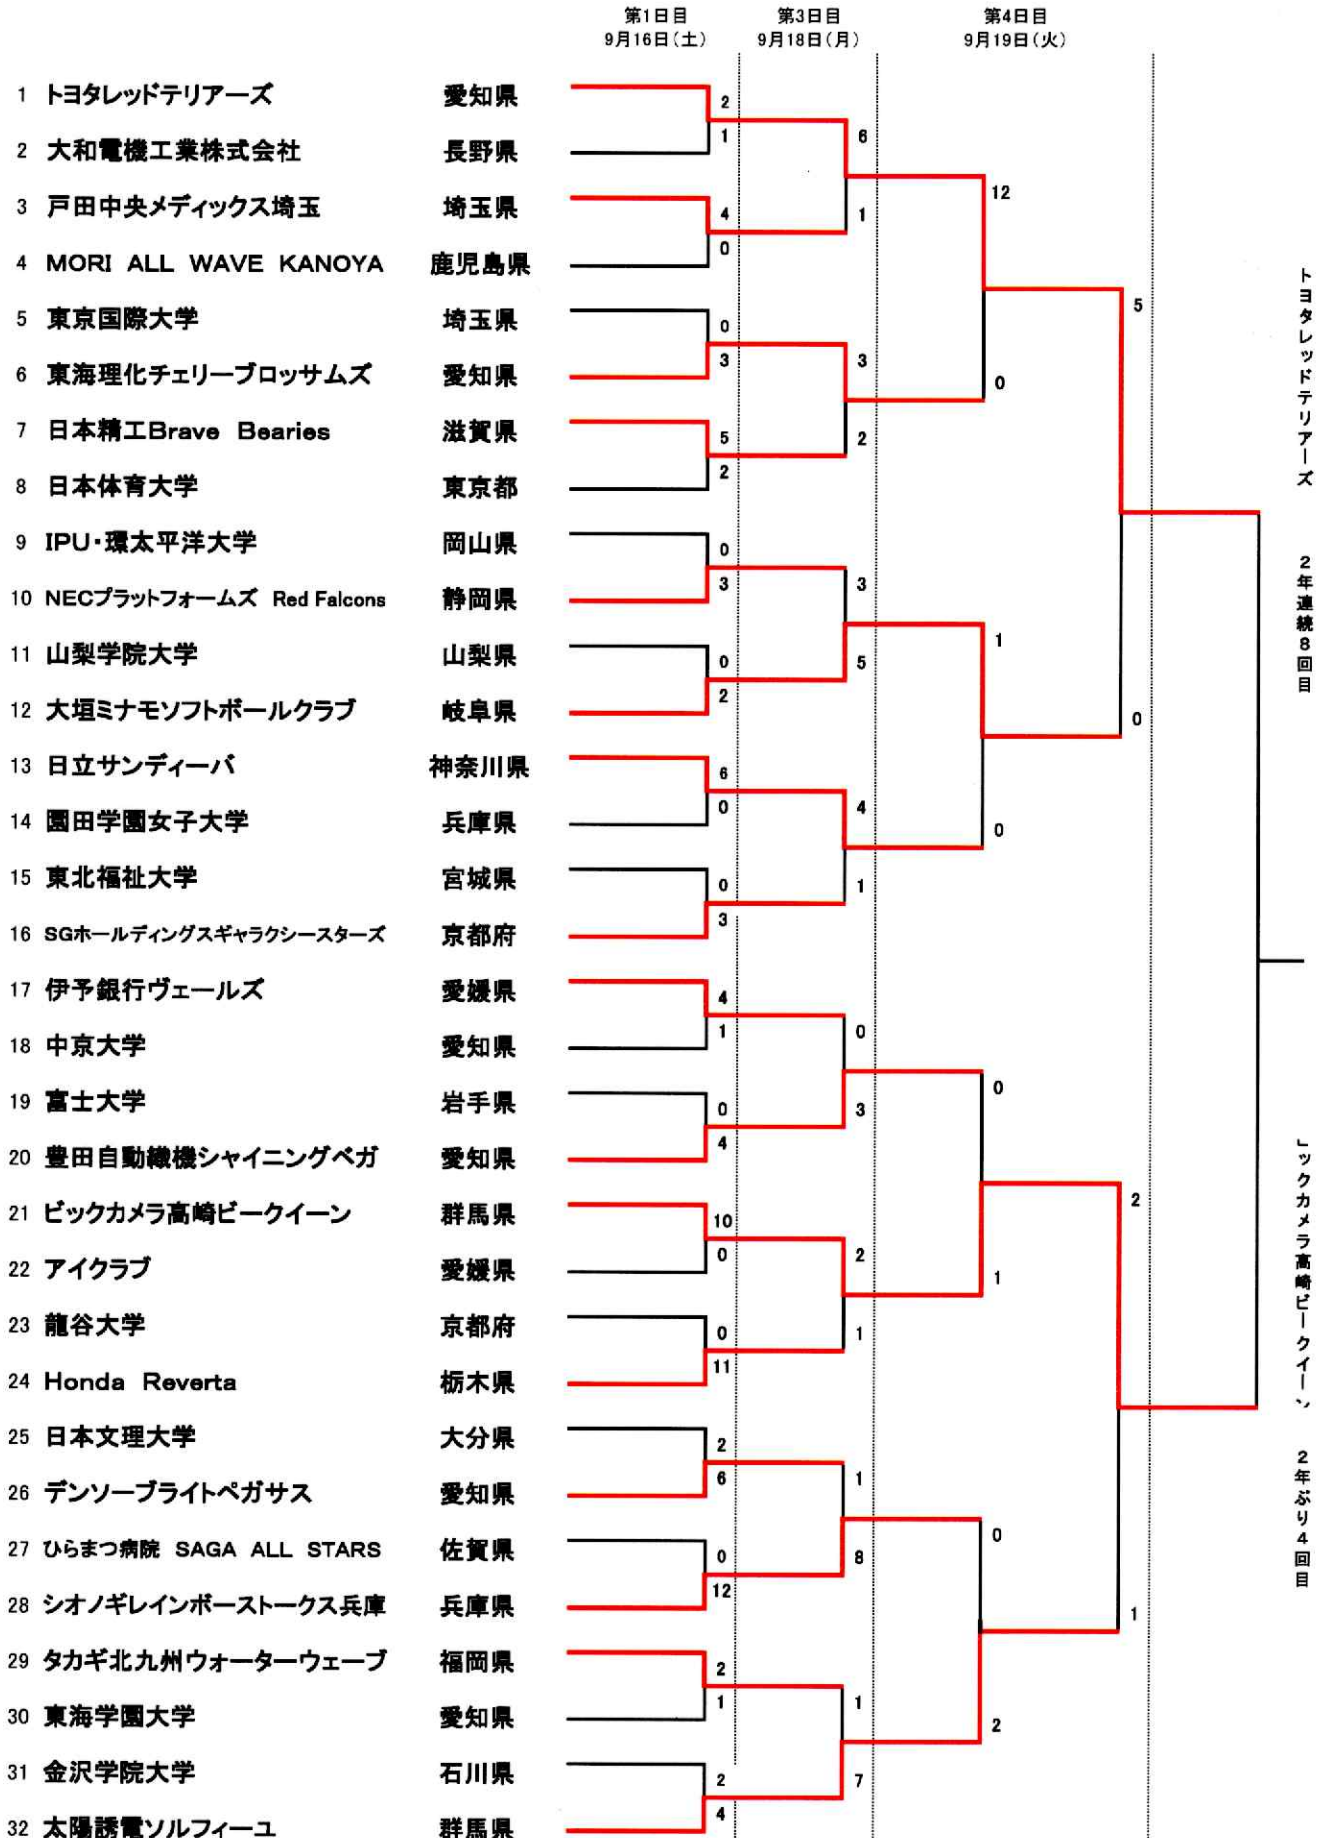 第1日目 第3日目 第4日目
9月16日(土) 9月18日(月) 9月19日(火)
1 トヨタレッドテリアーズ 愛知県 2
2 大和電機工業株式会社 長野県 1
6
3 戸田中央メディックス埼玉 埼玉県 4
1
4 MORI ALL WAVE KANOYA 鹿児島県 0
12
5 東京国際大学 埼玉県 0
6 東海理化チェリーブロッサムズ 愛知県 3
3
0
7 日本精工Brave Bearies 滋賀県 5
2
8 日本体育大学 東京都 2
5
9 IPU・環太平洋大学 岡山県 0
10 NECプラットフォームズ Red Falcons 静岡県 3
3
11 山梨学院大学 山梨県 0
5
12 大垣ミナモソフトボールクラブ 岐阜県 2
1
0
13 日立サンディーバ 神奈川県 6
14 園田学園女子大学 兵庫県 0
4
0
15 東北福祉大学 宮城県 0
1
16 SGホールディングスギャラクシースターズ 京都府 3
トヨタレッドテリアーズ 2年連続8回目
17 伊予銀行ヴェールズ 愛媛県 4
18 中京大学 愛知県 1
0
19 富士大学 岩手県 0
3
20 豊田自動織機シャイニングベガ 愛知県 4
0
21 ビックカメラ高崎ビークイーン 群馬県 10
22 アイクラブ 愛媛県 0
2
1
23 龍谷大学 京都府 0
1
24 Honda Reverta 栃木県 11
2
25 日本文理大学 大分県 2
26 デンソーブライトペガサス 愛知県 6
1
27 ひらまつ病院 SAGA ALL STARS 佐賀県 0
8
28 シオノギレインボーストークス兵庫 兵庫県 12
0
1
29 タカギ北九州ウォーターウェーブ 福岡県 2
30 東海学園大学 愛知県 1
1
2
31 金沢学院大学 石川県 2
7
32 太陽誘電ソルフィーユ 群馬県 4
ックカメラ高崎ビークイーン 2年ぶり4回目